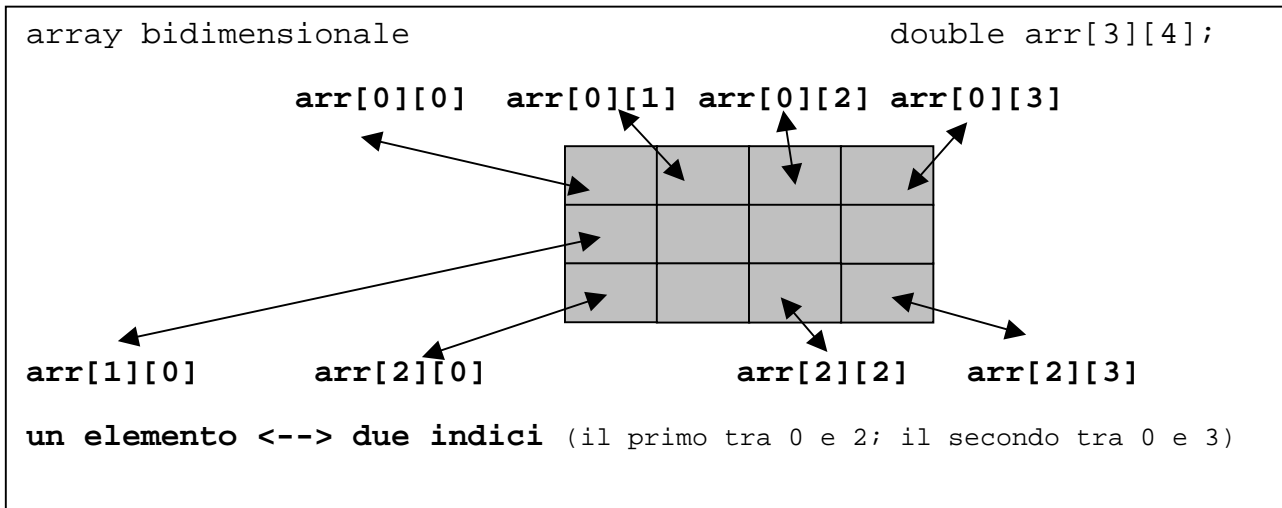 array bidimensionale double arr[3][4];
arr[0][0] arr[0][1] arr[0][2] arr[0][3]
arr[1][0] arr[2][0] arr[2][2] arr[2][3]
un elemento <--> due indici (il primo tra 0 e 2; il secondo tra 0 e 3)